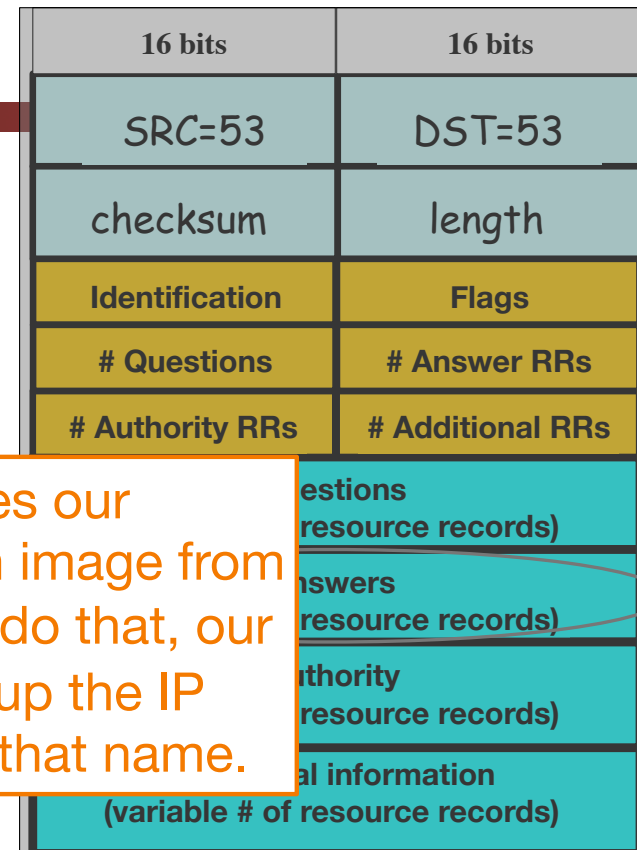 16 bits 16 bits
SRC=53 DST=53
checksum length
Identification Flags
# Questions # Answer RRs
# Authority RRs # Additional RRs
estions
resource records)
nswers
resource records)
uthority
resource records)
al information
(variable # of resource records)
es our
image from
do that, our
up the IP
that name.